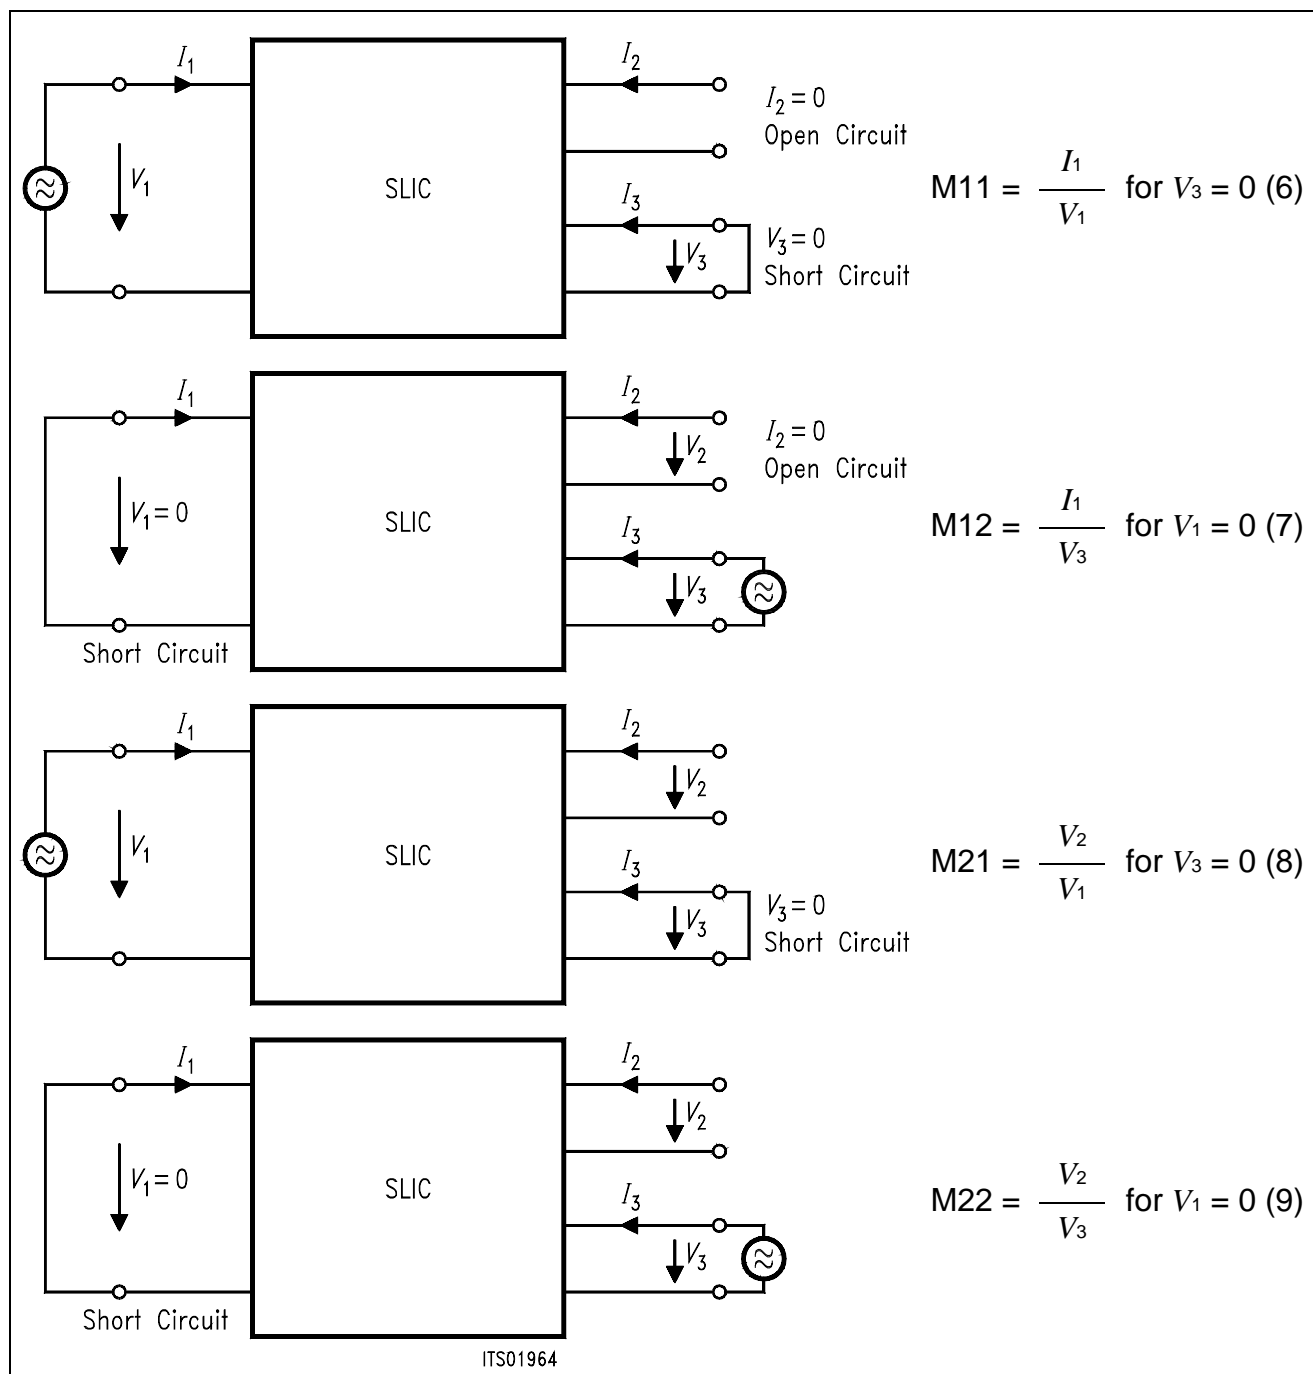 I1
I2
I2 = 0
Open Circuit
V1
SLIC
M11 = I1 / V1 for V3 = 0 (6)
I3
V3
V3 = 0
Short Circuit
I1
I2
V2
I2 = 0
Open Circuit
V1 = 0
SLIC
M12 = I1 / V3 for V1 = 0 (7)
I3
V3
Short Circuit
I1
I2
V2
V1
SLIC
M21 = V2 / V1 for V3 = 0 (8)
I3
V3
V3 = 0
Short Circuit
I1
I2
V2
V1 = 0
SLIC
M22 = V2 / V3 for V1 = 0 (9)
I3
V3
Short Circuit
ITS01964